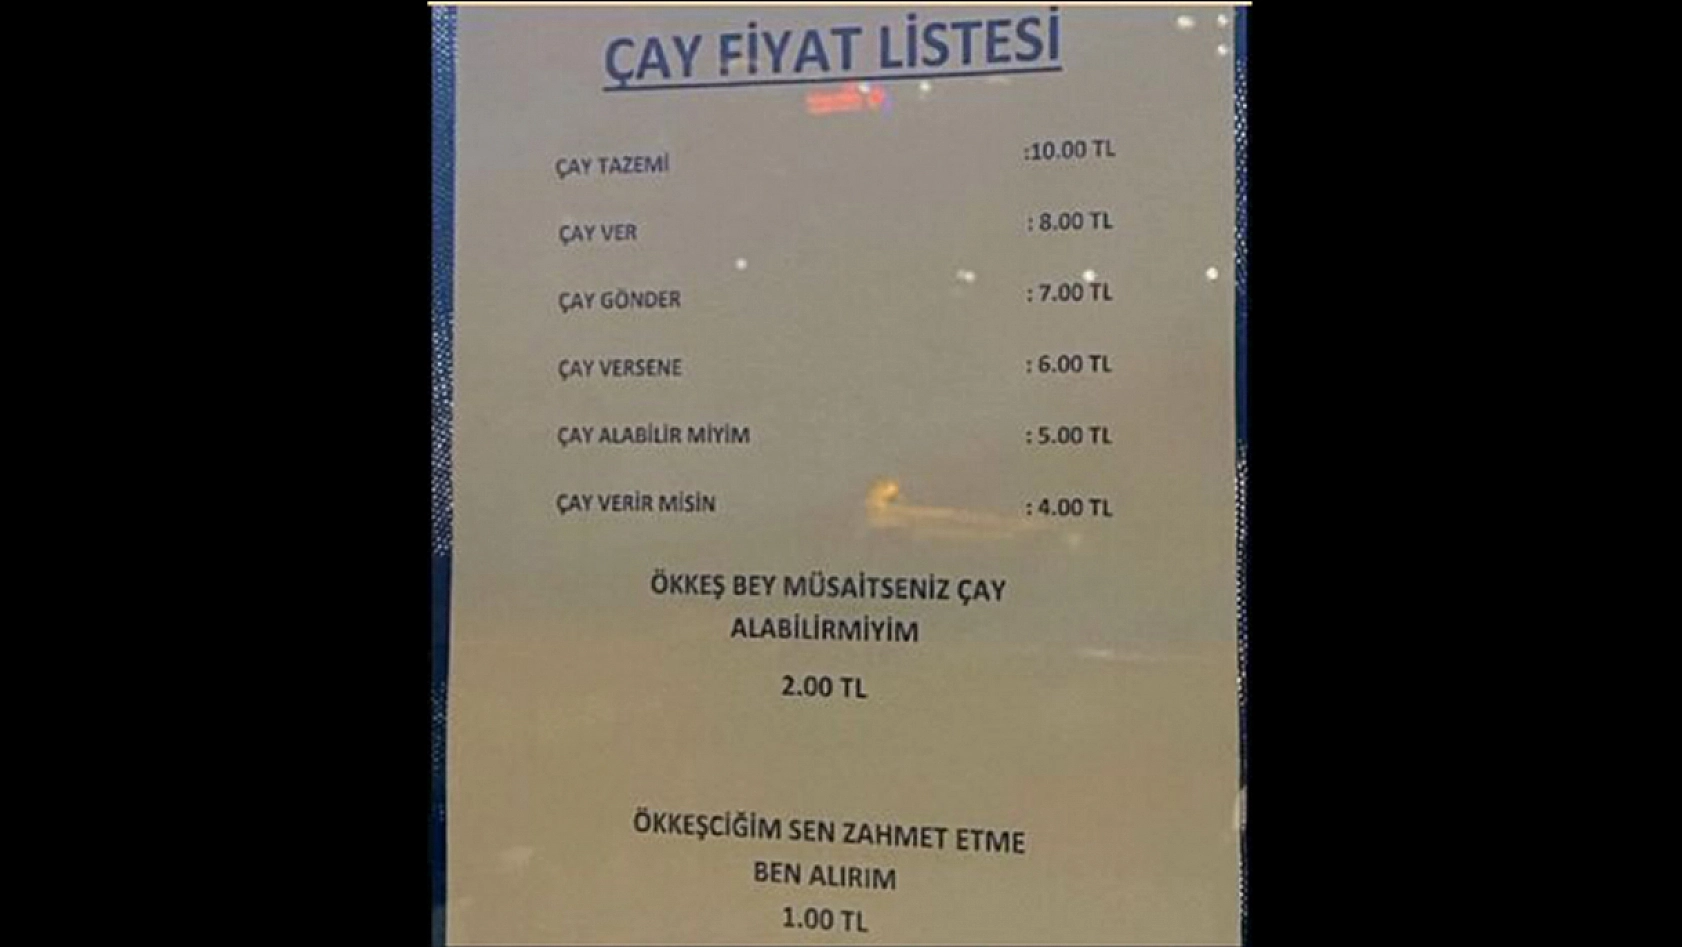 ÇAY FİYAT LİSTESİ
ÇAY TAZEMİ :10.00 TL
ÇAY VER : 8.00 TL
ÇAY GÖNDER : 7.00 TL
ÇAY VERSENE : 6.00 TL
ÇAY ALABİLİR MİYİM : 5.00 TL
ÇAY VERİR MİSİN : 4.00 TL
ÖKKEŞ BEY MÜSAİTSENİZ ÇAY
ALABİLİRMİYİM
2.00 TL
ÖKKEŞCİĞİM SEN ZAHMET ETME
BEN ALIRIM
1.00 TL